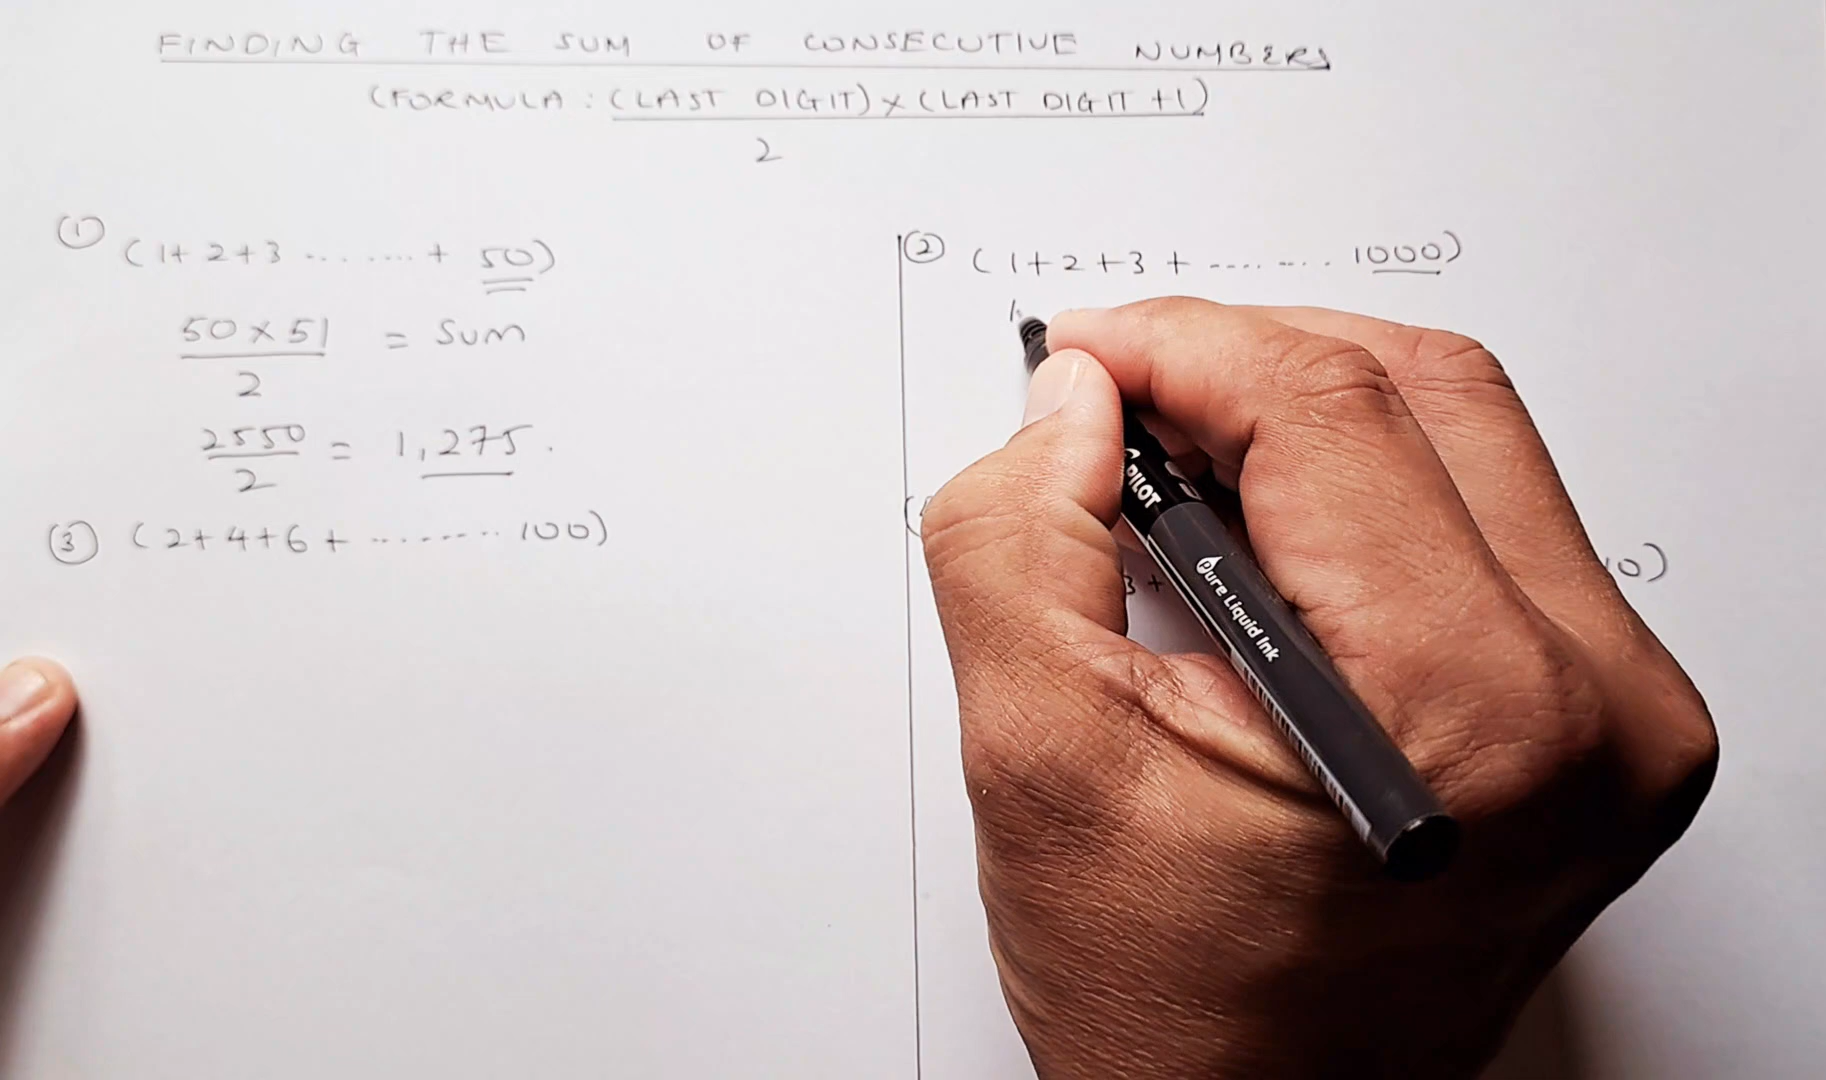 FINDING THE SUM OF CONSECUTIVE NUMBERS
(FORMULA : (LAST DIGIT) x (LAST DIGIT +1)
2
① (1+ 2+3 ........ + 50)
50 x 51 = Sum
2
2550 = 1,275.
2
③ (2+4+6 + ........ 100)
② (1+2+3 + ........ 1000)
3 +
0)
PILOT
Pure Liquid Ink